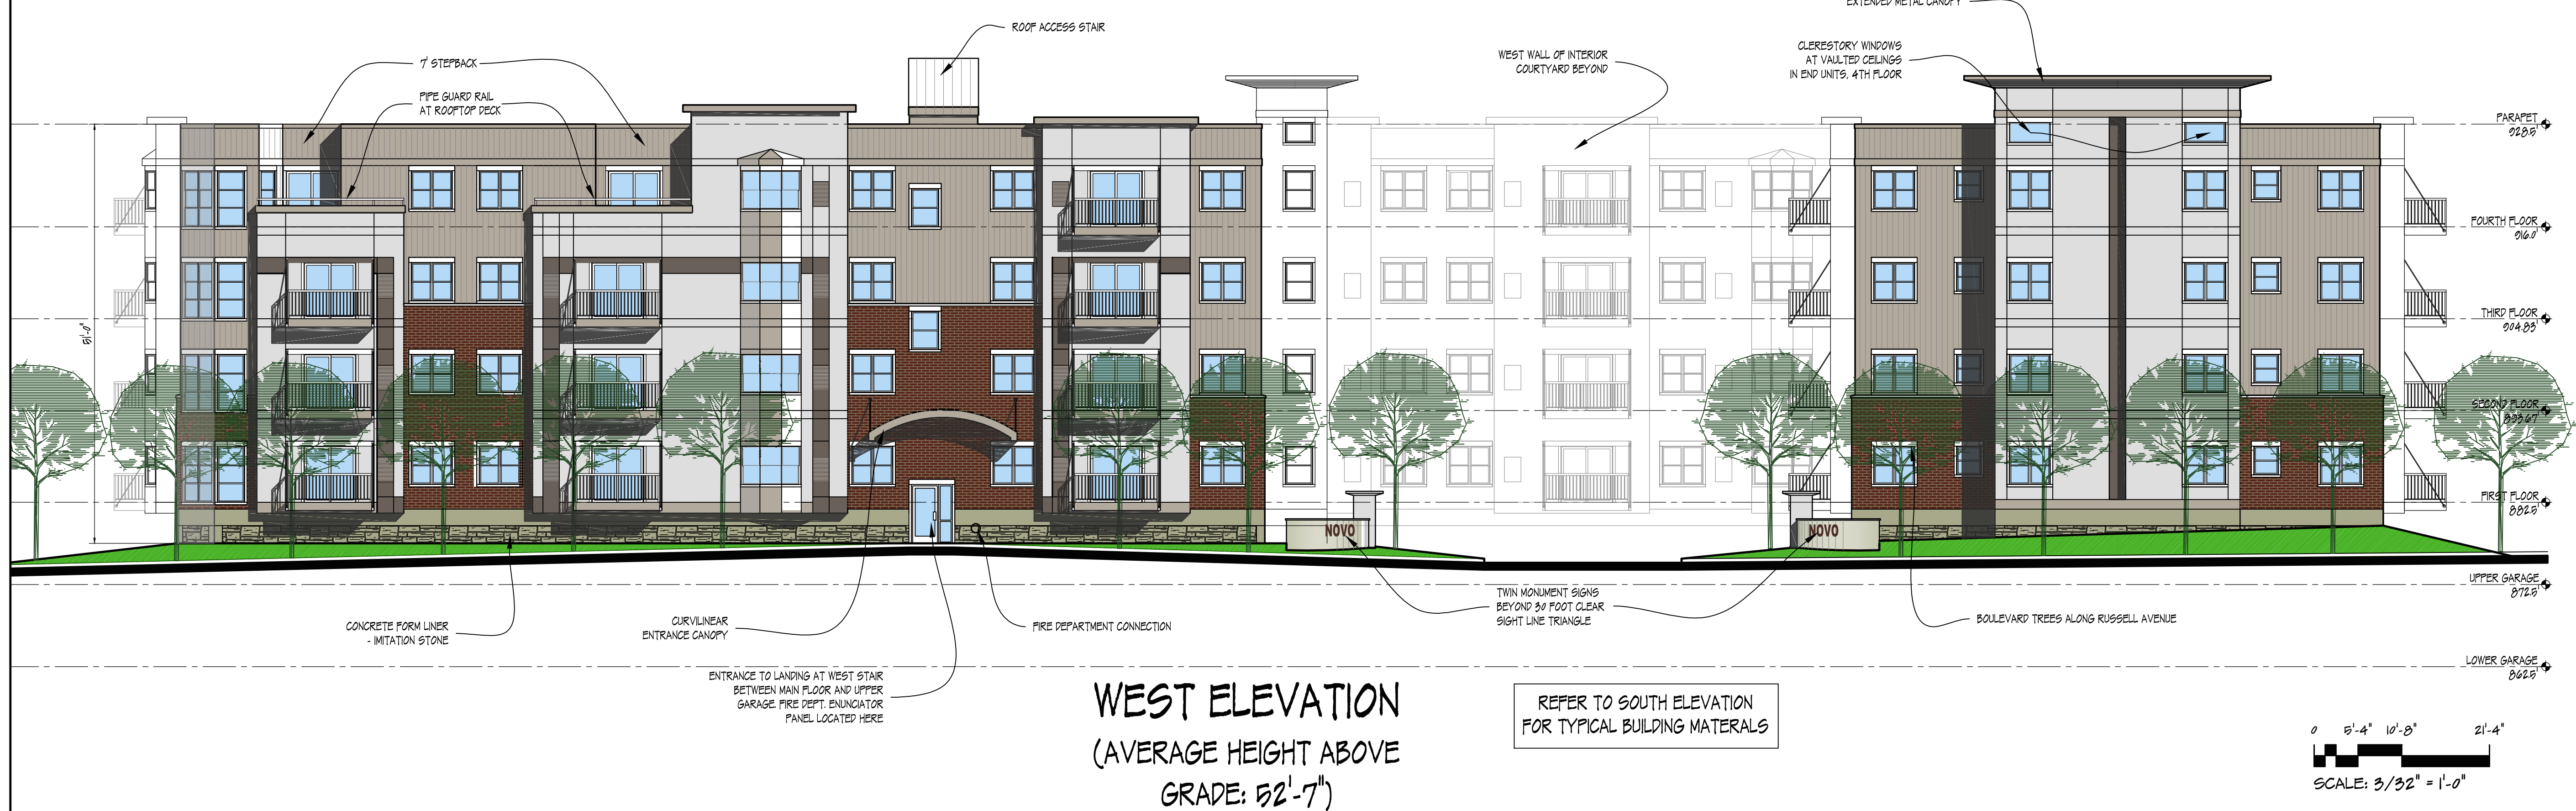 EXTENDED METAL CANOPY
ROOF ACCESS STAIR
7' STEPBACK
PIPE GUARD RAIL
AT ROOFTOP DECK
WEST WALL OF INTERIOR
COURTYARD BEYOND
CLERESTORY WINDOWS
AT VAULTED CEILINGS
IN END UNITS, 4TH FLOOR
PARAPET
928.5'
FOURTH FLOOR
916.0'
THIRD FLOOR
904.83'
51'-0"
SECOND FLOOR
893.67'
FIRST FLOOR
882.5'
NOVO
NOVO
UPPER GARAGE
872.5'
CONCRETE FORM LINER
- IMITATION STONE
CURVILINEAR
ENTRANCE CANOPY
FIRE DEPARTMENT CONNECTION
TWIN MONUMENT SIGNS
BEYOND 30 FOOT CLEAR
SIGHT LINE TRIANGLE
BOULEVARD TREES ALONG RUSSELL AVENUE
LOWER GARAGE
862.5'
ENTRANCE TO LANDING AT WEST STAIR
BETWEEN MAIN FLOOR AND UPPER
GARAGE. FIRE DEPT. ENUNCIATOR
PANEL LOCATED HERE
WEST ELEVATION
(AVERAGE HEIGHT ABOVE
GRADE: 52'-7")
REFER TO SOUTH ELEVATION
FOR TYPICAL BUILDING MATERALS
0 5'-4" 10'-8" 21'-4"
SCALE: 3/32" = 1'-0"